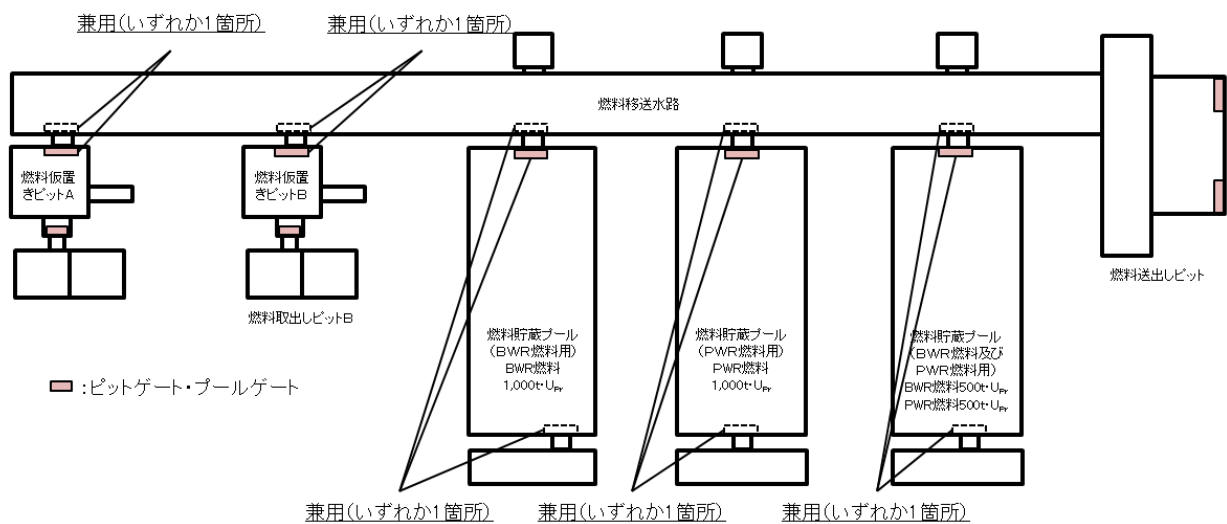 兼用(いずれか1箇所)
兼用(いずれか1箇所)
燃料移送水路
燃料仮置
きピットA
燃料仮置
きピットB
燃料送出しピット
燃料取出しピットB
燃料貯蔵プール
(BWR燃料用)
BWR燃料
1,000t・UPr
燃料貯蔵プール
(PWR燃料用)
PWR燃料
1,000t・UPr
燃料貯蔵プール
(BWR燃料及び
PWR燃料用)
BWR燃料500t・UPr
PWR燃料500t・UPr
:ピットゲート・プールゲート
兼用(いずれか1箇所)
兼用(いずれか1箇所)
兼用(いずれか1箇所)